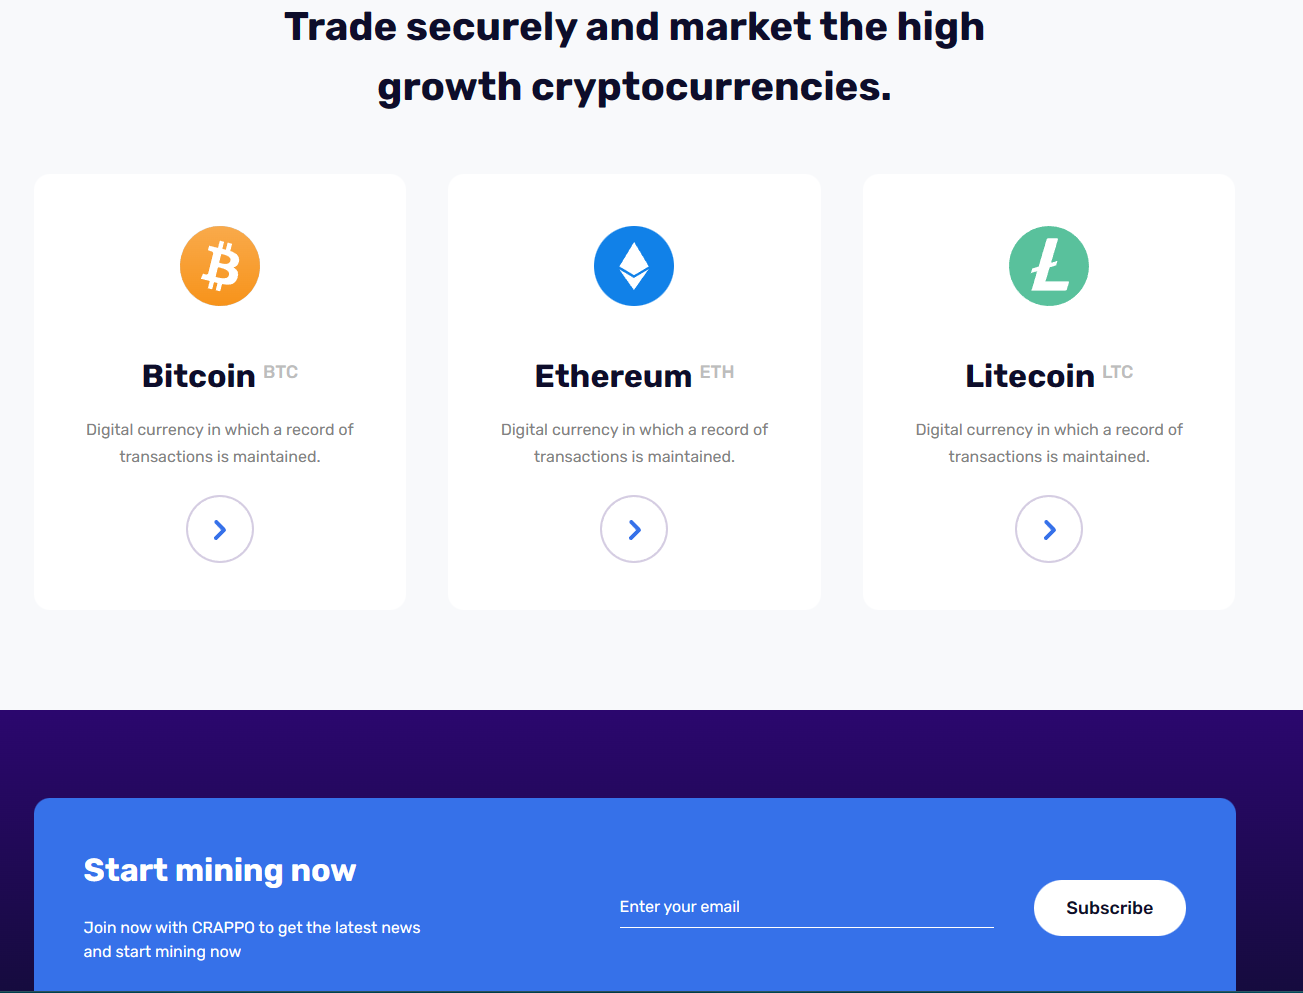 Trade securely and market the high
growth cryptocurrencies.
Bitcoin BTC
Digital currency in which a record of
transactions is maintained.
Ethereum ETH
Digital currency in which a record of
transactions is maintained.
Litecoin LTC
Digital currency in which a record of
transactions is maintained.
Start mining now
Join now with CRAPPO to get the latest news
and start mining now
Enter your email
Subscribe